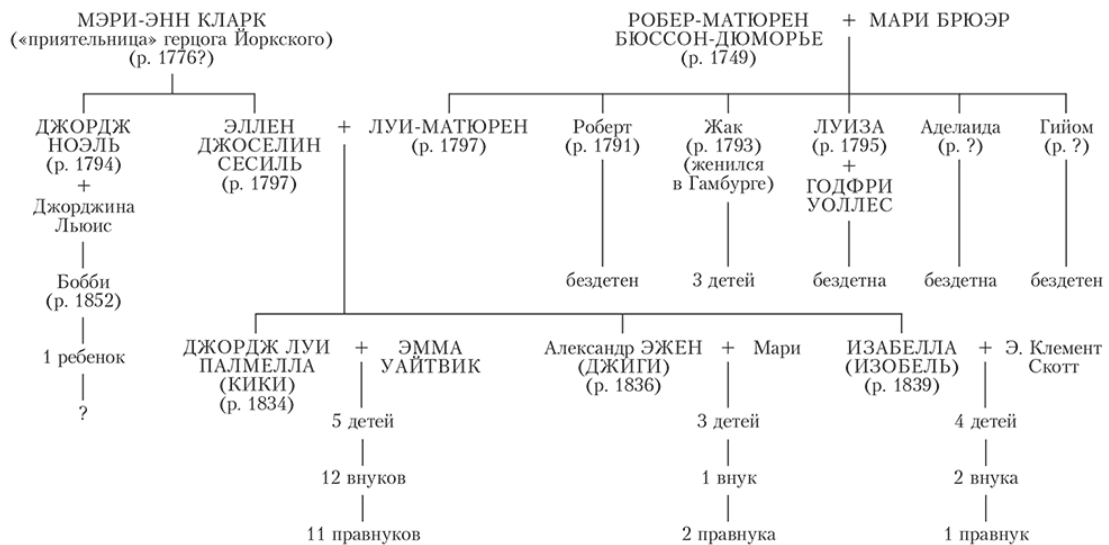 МЭРИ-ЭНН КЛАРК
(«приятельница» герцога Йоркского)
(р. 1776?)
РОБЕР-МАТЮРЕН + МАРИ БРЮЭР
БЮССОН-ДЮМОРЬЕ
(р. 1749)
ДЖОРДЖ
НОЭЛЬ
(р. 1794)
+
Джорджина
Льюис
Бобби
(р. 1852)
1 ребенок
?
ЭЛЛЕН
ДЖОСЕЛИН
СЕСИЛЬ
(р. 1797)
+
ЛУИ-МАТЮРЕН
(р. 1797)
Роберт
(р. 1791)
бездетен
Жак
(р. 1793)
(женился
в Гамбурге)
3 детей
ЛУИЗА
(р. 1795)
+
ГОДФРИ
УОЛЛЕС
бездетна
Аделаида
(р. ?)
бездетна
Гийом
(р. ?)
бездетен
ДЖОРДЖ ЛУИ
ПАЛМЕЛЛА
(КИКИ)
(р. 1834)
+
ЭММА
УАЙТВИК
5 детей
12 внуков
11 правнуков
Александр ЭЖЕН
(ДЖИГИ)
(р. 1836)
+
Мари
3 детей
1 внук
2 правнука
ИЗАБЕЛЛА
(ИЗОБЕЛЬ)
(р. 1839)
+
Э. Клемент
Скотт
4 детей
2 внука
1 правнук